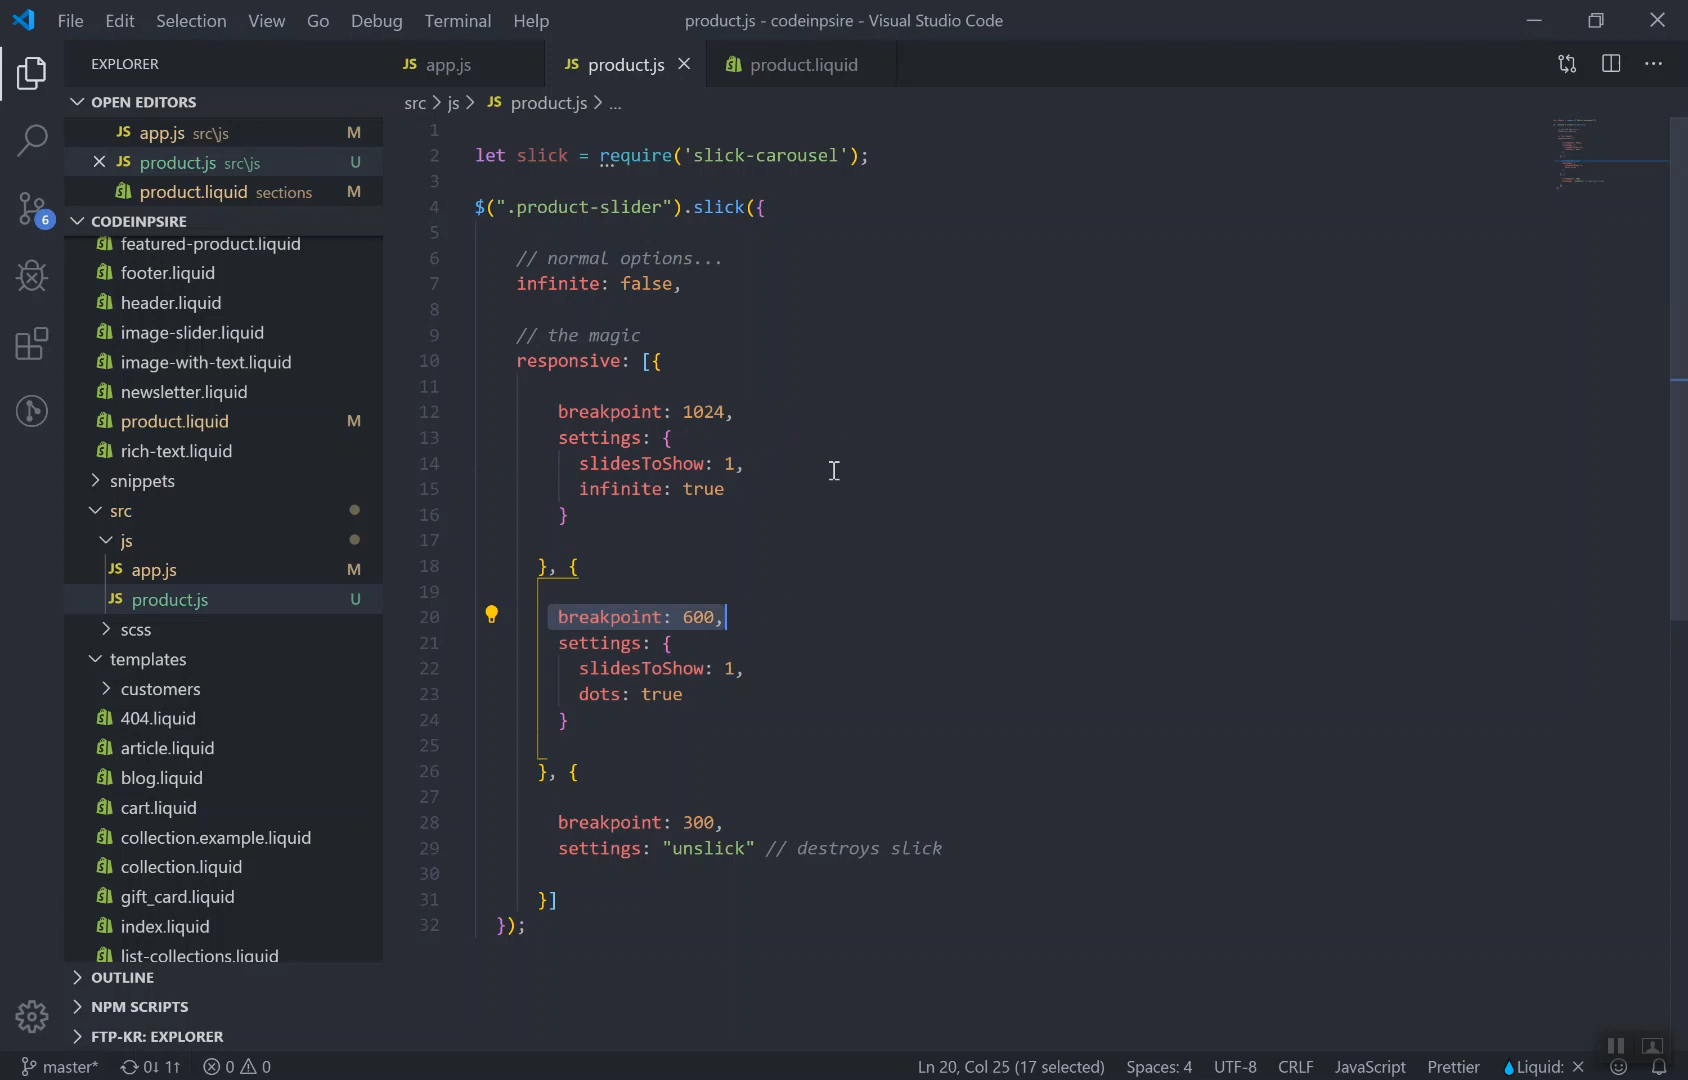 File Edit Selection View Go Debug Terminal Help
product.js - codeinpsire - Visual Studio Code
EXPLORER
JS app.js
JS product.js
product.liquid
OPEN EDITORS
JS app.js src\js M
JS product.js src\js U
product.liquid sections M
CODEINPSIRE
featured-product.liquid
footer.liquid
header.liquid
image-slider.liquid
image-with-text.liquid
newsletter.liquid
product.liquid M
rich-text.liquid
snippets
src
js
JS app.js M
JS product.js U
scss
templates
customers
404.liquid
article.liquid
blog.liquid
cart.liquid
collection.example.liquid
collection.liquid
gift_card.liquid
index.liquid
list-collections.liquid
OUTLINE
NPM SCRIPTS
FTP-KR: EXPLORER
6
src > js > JS product.js > ...
1
2 let slick = require('slick-carousel');
3
4 $(".product-slider").slick({
5
6 // normal options...
7 infinite: false,
8
9 // the magic
10 responsive: [{
11
12 breakpoint: 1024,
13 settings: {
14 slidesToShow: 1,
15 infinite: true
16 }
17
18 }, {
19
20 breakpoint: 600,
21 settings: {
22 slidesToShow: 1,
23 dots: true
24 }
25
26 }, {
27
28 breakpoint: 300,
29 settings: "unslick" // destroys slick
30
31 }]
32 });
master* 0↓ 1↑ 0 0
Ln 20, Col 25 (17 selected) Spaces: 4 UTF-8 CRLF JavaScript Prettier Liquid: ✕